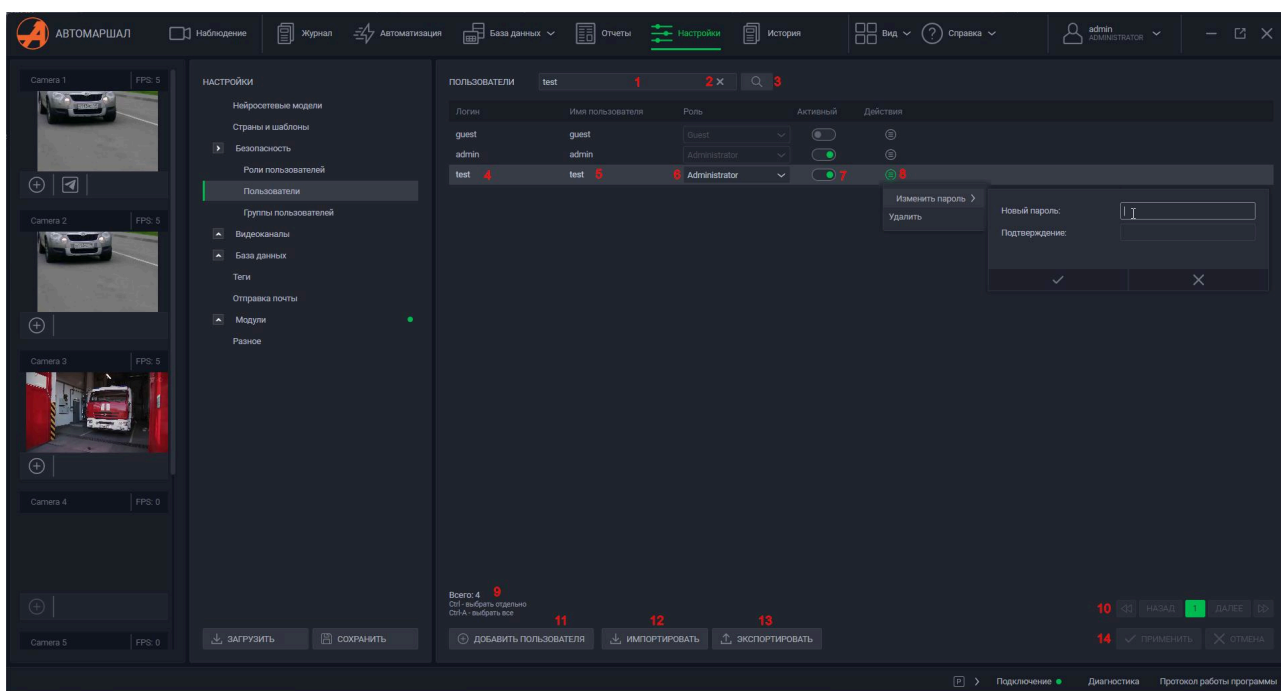 АВТОМАРШАЛ Наблюдение Журнал Автоматизация База данных Отчеты Настройки История Вид ? Справка admin
ADMINISTRATOR
Camera 1 FPS: 5
Camera 2 FPS: 5
Camera 3 FPS: 5
Camera 4 FPS: 0
Camera 5 FPS: 0
НАСТРОЙКИ
Нейросетевые модели
Страны и шаблоны
Безопасность
Роли пользователей
Пользователи
Группы пользователей
Видеоканалы
База данных
Теги
Отправка почты
Модули
Разное
ЗАГРУЗИТЬ СОХРАНИТЬ
ПОЛЬЗОВАТЕЛИ test 1 2 3
Логин Имя пользователя Роль Активный Действия
guest guest Guest
admin admin Administrator
test 4 test 5 6 Administrator 7 8
Изменить пароль
Удалить
Новый пароль:
Подтверждение:
Всего: 4 9
Ctrl - выбрать отдельно
Ctrl-A - выбрать все
10 НАЗАД 1 ДАЛЕЕ
11 12 13
ДОБАВИТЬ ПОЛЬЗОВАТЕЛЯ ИМПОРТИРОВАТЬ ЭКСПОРТИРОВАТЬ 14 ПРИМЕНИТЬ ОТМЕНА
P Подключение Диагностика Протокол работы программы